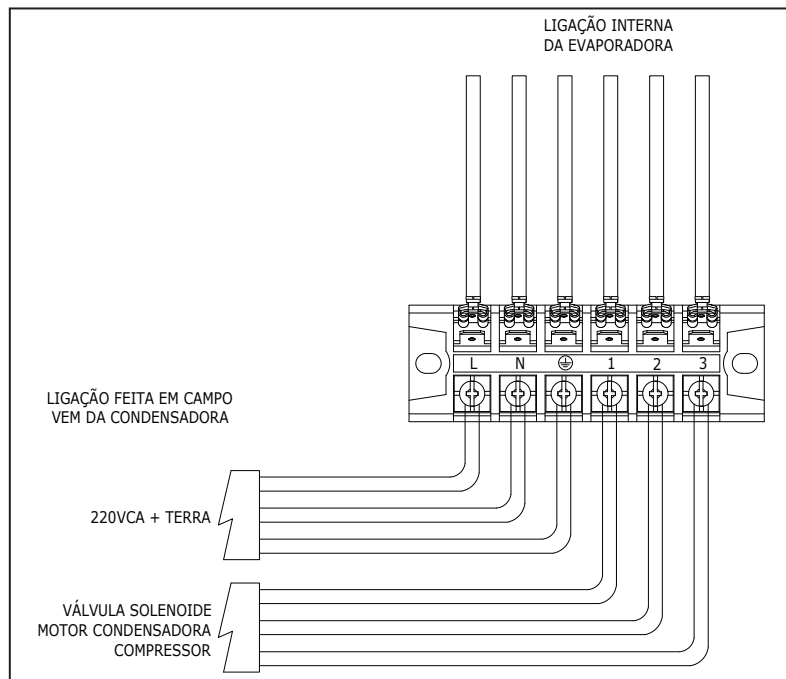 LIGAÇÃO INTERNA
DA EVAPORADORA
L N ⏚ 1 2 3
LIGAÇÃO FEITA EM CAMPO
VEM DA CONDENSADORA
220VCA + TERRA
VÁLVULA SOLENOIDE
MOTOR CONDENSADORA
COMPRESSOR